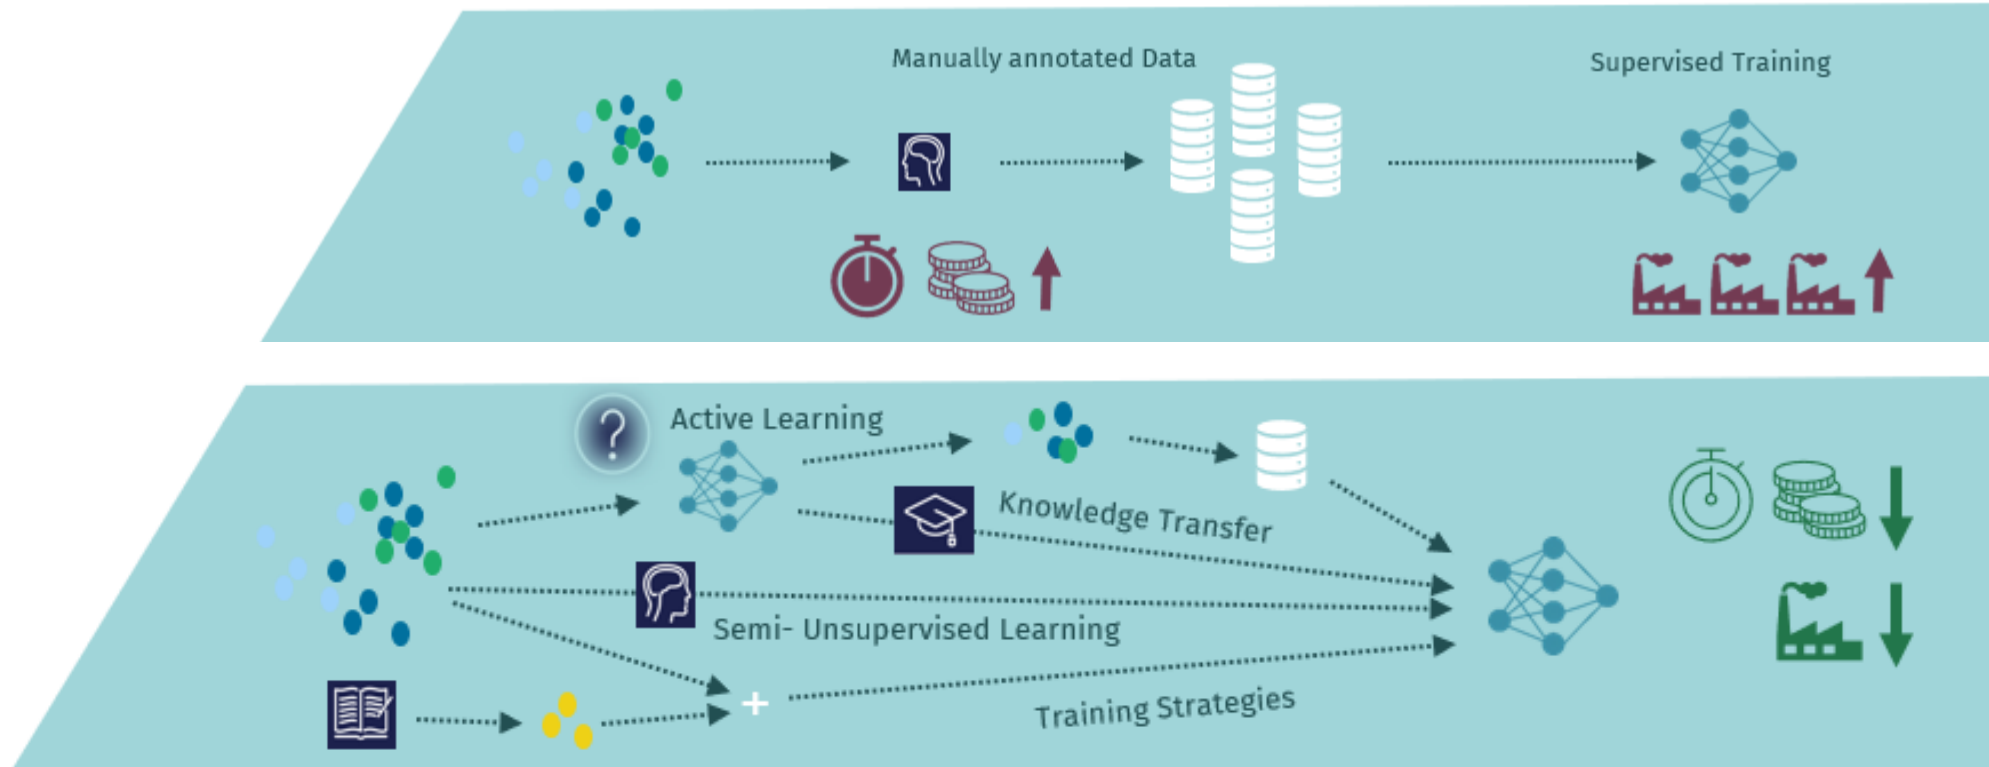 Manually annotated Data
Supervised Training
?
Active Learning
Knowledge Transfer
Semi- Unsupervised Learning
+
Training Strategies